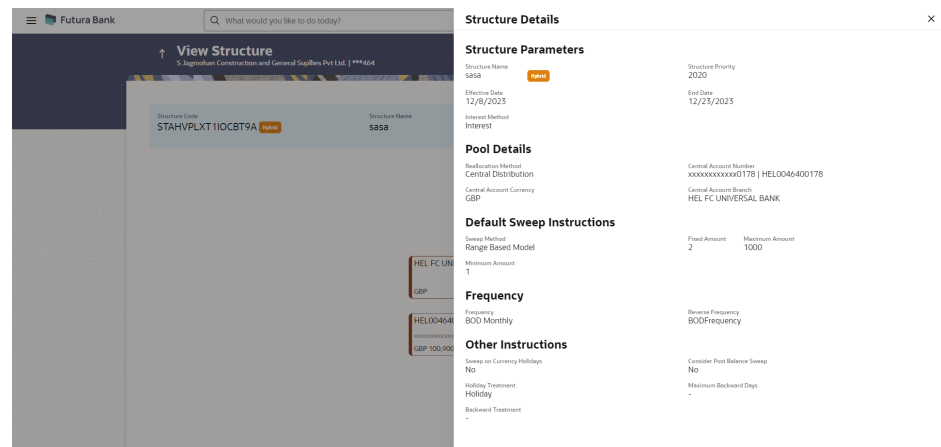 Futura Bank
What would you like to do today?
↑ View Structure
S Jagmohan Construction and General Supllies Pvt Ltd. | ***464
Structure Code
STAHVPLXT1IOCBT9A Hybrid
Structure Name
sasa
HEL FC UNI
GBP
HEL004640
GBP 100,900
Structure Details
Structure Parameters
Structure Name
sasa Hybrid
Structure Priority
2020
Effective Date
12/8/2023
End Date
12/23/2023
Interest Method
Interest
Pool Details
Reallocation Method
Central Distribution
Central Account Number
xxxxxxxxxxxx0178 | HEL0046400178
Central Account Currency
GBP
Central Account Branch
HEL FC UNIVERSAL BANK
Default Sweep Instructions
Sweep Method
Range Based Model
Fixed Amount
2
Maximum Amount
1000
Minimum Amount
1
Frequency
Frequency
BOD Monthly
Reverse Frequency
BODFrequency
Other Instructions
Sweep on Currency Holidays
No
Consider Post Balance Sweep
No
Holiday Treatment
Holiday
Maximum Backward Days
-
Backward Treatment
-